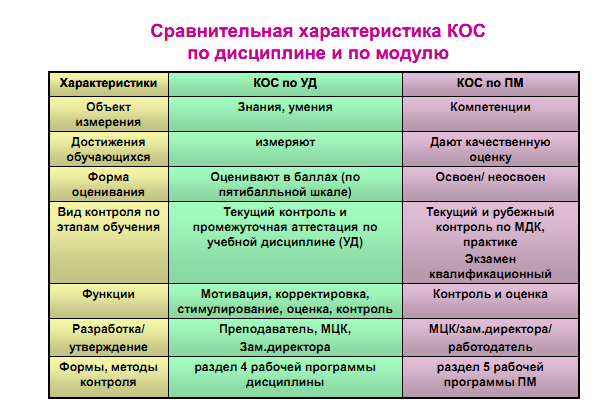 Сравнительная характеристика КОС
по дисциплине и по модулю
Характеристики КОС по УД КОС по ПМ
Объект
измерения
Знания, умения
Компетенции
Достижения
обучающихся
измеряют
Дают качественную
оценку
Форма
оценивания
Оценивают в баллах (по
пятибалльной шкале)
Освоен/ неосвоен
Вид контроля по
этапам обучения
Текущий контроль и
промежуточная аттестация по
учебной дисциплине (УД)
Текущий и рубежный
контроль по МДК,
практике
Экзамен
квалификационный
Функции
Мотивация, корректировка,
стимулирование, оценка, контроль
Контроль и оценка
Разработка/
утверждение
Преподаватель, МЦК,
Зам.директора
МЦК/зам.директора/
работодатель
Формы, методы
контроля
раздел 4 рабочей программы
дисциплины
раздел 5 рабочей
программы ПМ